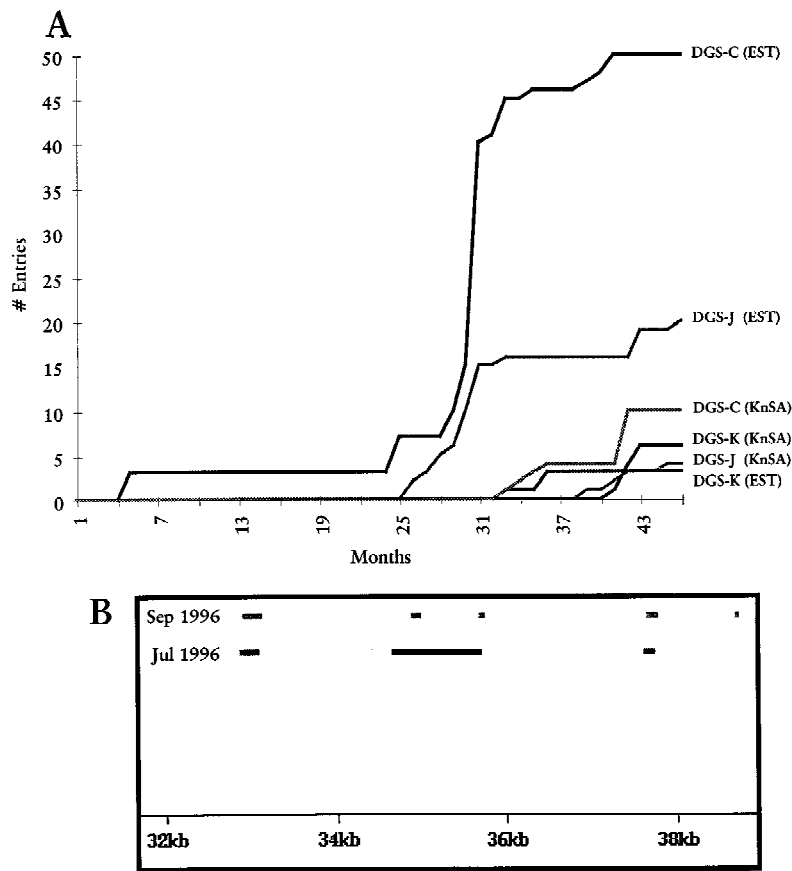 A
50
45
40
35
30
25
20
15
10
5
0
# Entries
1
7
13
19
25
31
37
43
Months
DGS-C (EST)
DGS-J (EST)
DGS-C (KnSA)
DGS-K (KnSA)
DGS-J (KnSA)
DGS-K (EST)
B
Sep 1996
Jul 1996
32kb
34kb
36kb
38kb